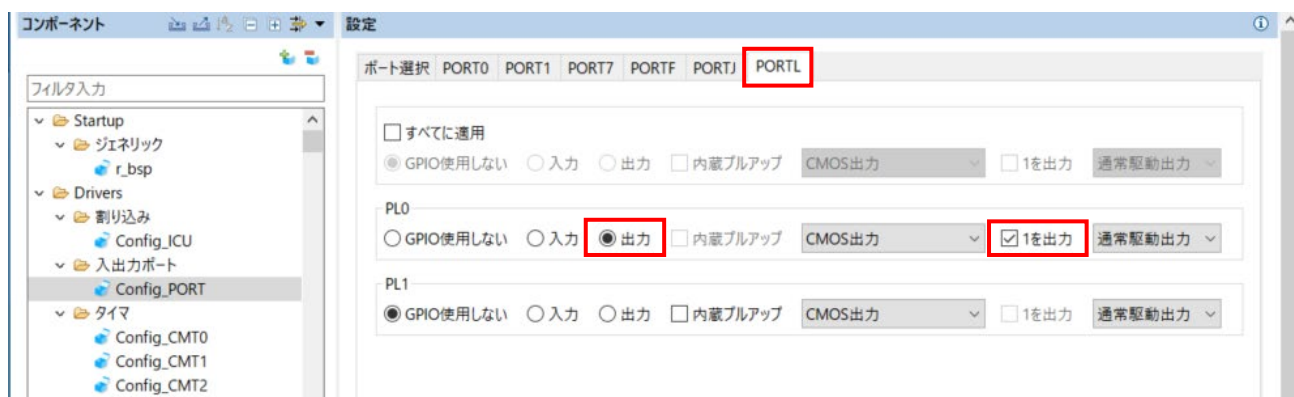 コンポーネント
設定
フィルタ入力
Startup
ジェネリック
r_bsp
Drivers
割り込み
Config_ICU
入出力ポート
Config_PORT
タイマ
Config_CMT0
Config_CMT1
Config_CMT2
ポート選択 PORT0 PORT1 PORT7 PORTF PORTJ PORTL
すべてに適用
GPIO使用しない 入力 出力 内蔵プルアップ CMOS出力 1を出力 通常駆動出力
PL0
GPIO使用しない 入力 出力 内蔵プルアップ CMOS出力 1を出力 通常駆動出力
PL1
GPIO使用しない 入力 出力 内蔵プルアップ CMOS出力 1を出力 通常駆動出力